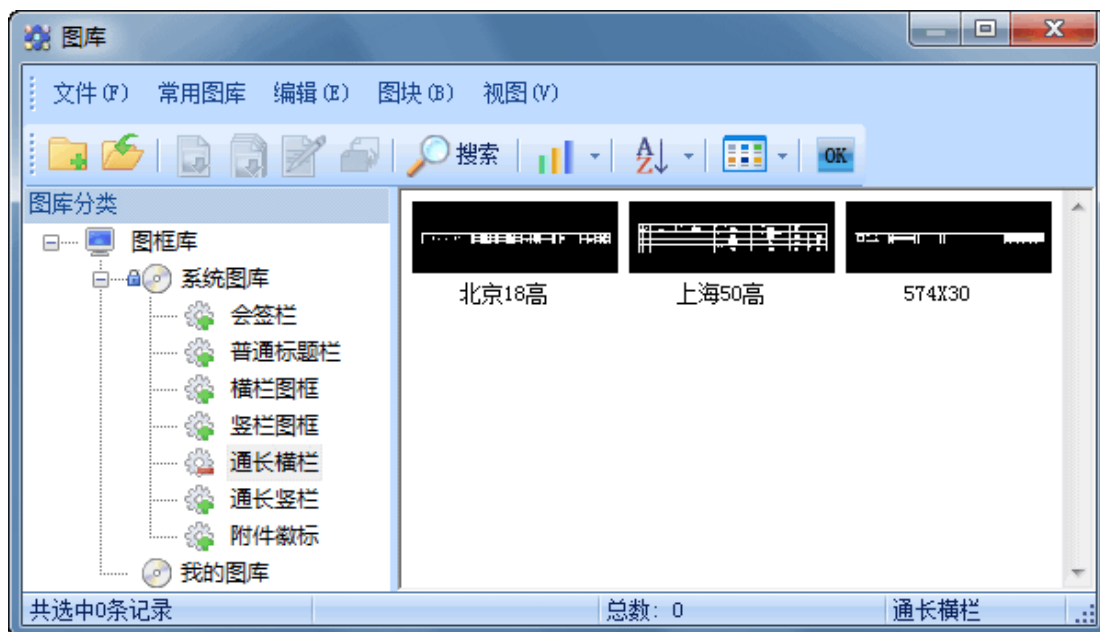 图库
文件(F) 常用图库 编辑(E) 图块(B) 视图(V)
搜索 A Z OK
图库分类
图框库
系统图库
会签栏
普通标题栏
横栏图框
竖栏图框
通长横栏
通长竖栏
附件徽标
我的图库
北京18高 上海50高 574X30
共选中0条记录 总数: 0 通长横栏